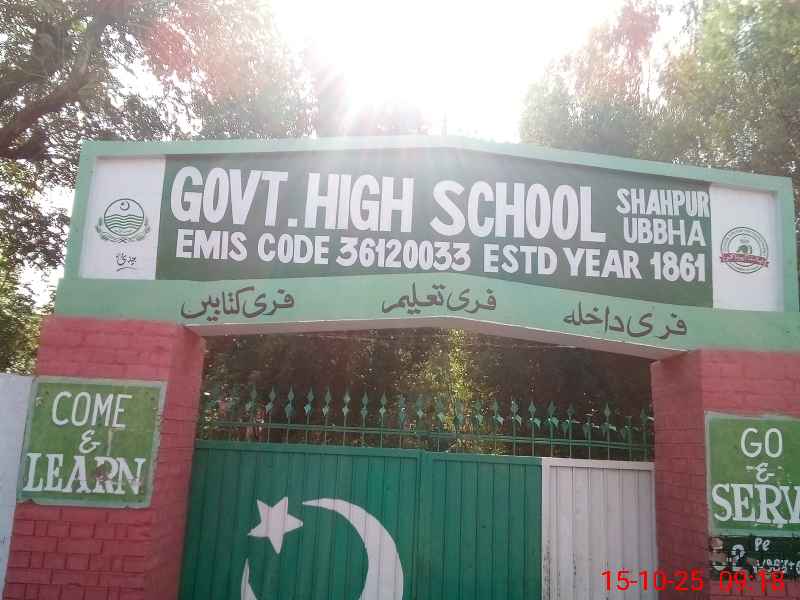 GOVT. HIGH SCHOOL SHAHPUR UBBHA
EMIS CODE 36120033 ESTD YEAR 1861
فری داخلہ فری تعلیم فری کتابیں
COME
&
LEARN
GO
&
SERV
15-10-25 09:18